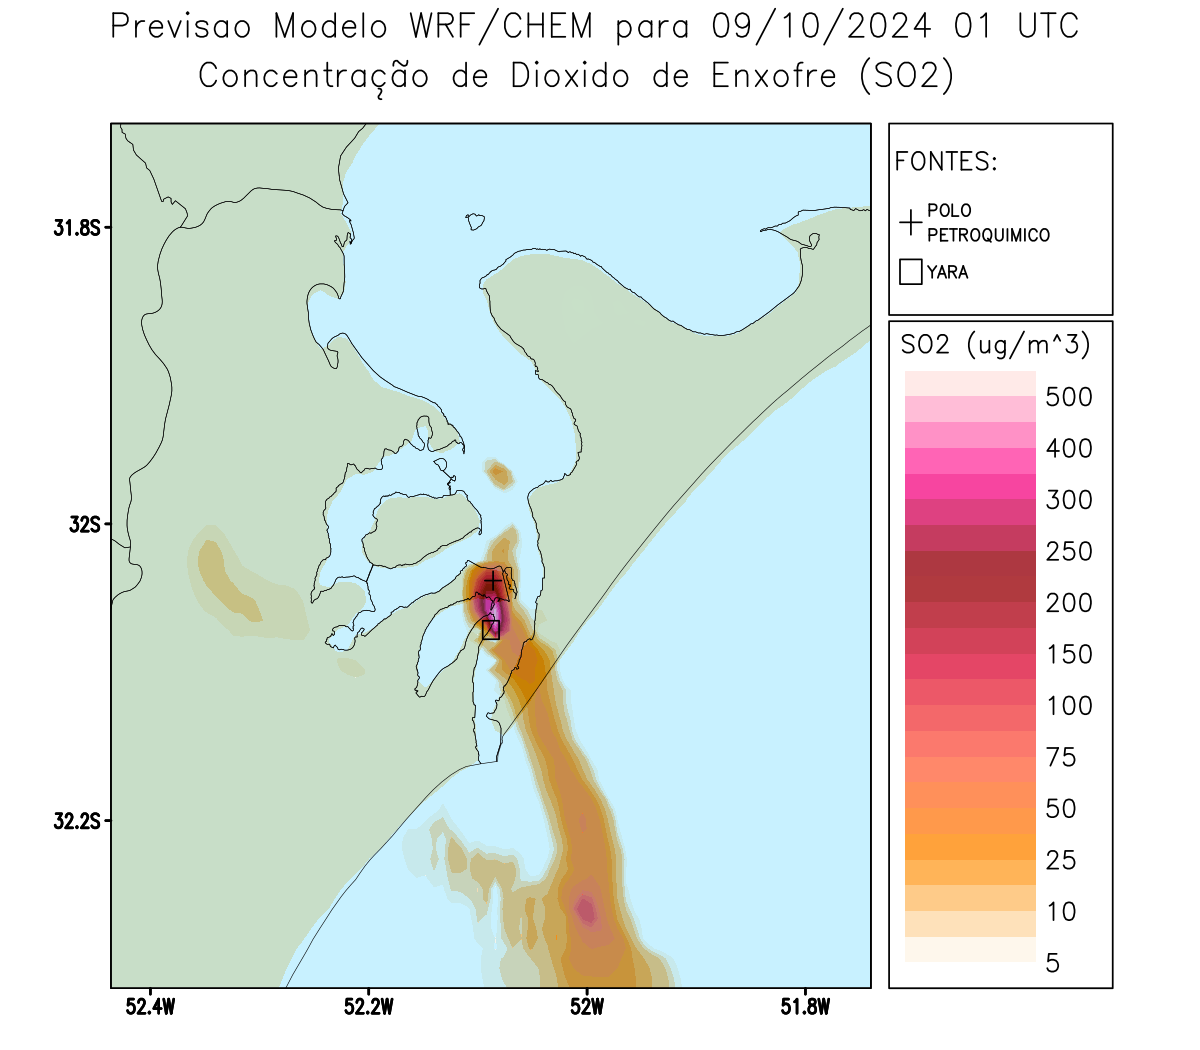 Previsao Modelo WRF/CHEM para 09/10/2024 01 UTC
Concentração de Dioxido de Enxofre (SO2)
FONTES:
POLO
PETROQUIMICO
YARA
31.8S
32S
32.2S
52.4W
52.2W
52W
51.8W
SO2 (ug/m^3)
500
400
300
250
200
150
100
75
50
25
10
5